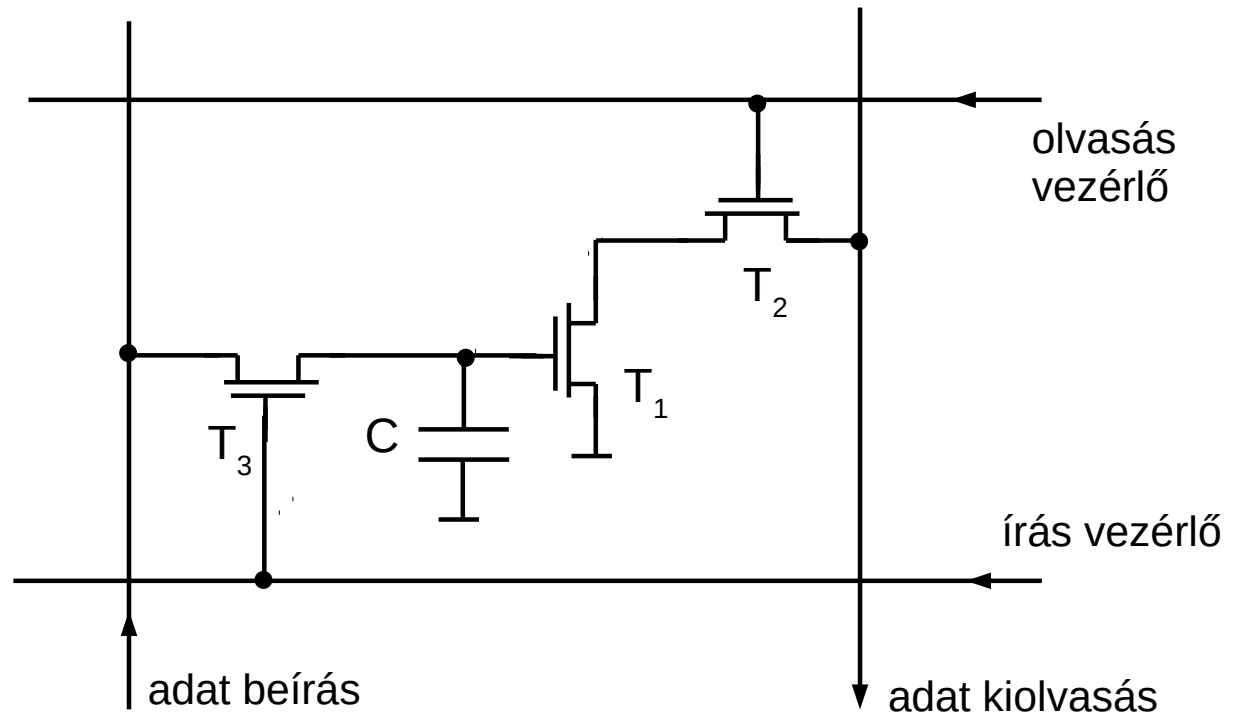 olvasás
vezérlő
T2
T1
C
T3
írás vezérlő
adat beírás
adat kiolvasás